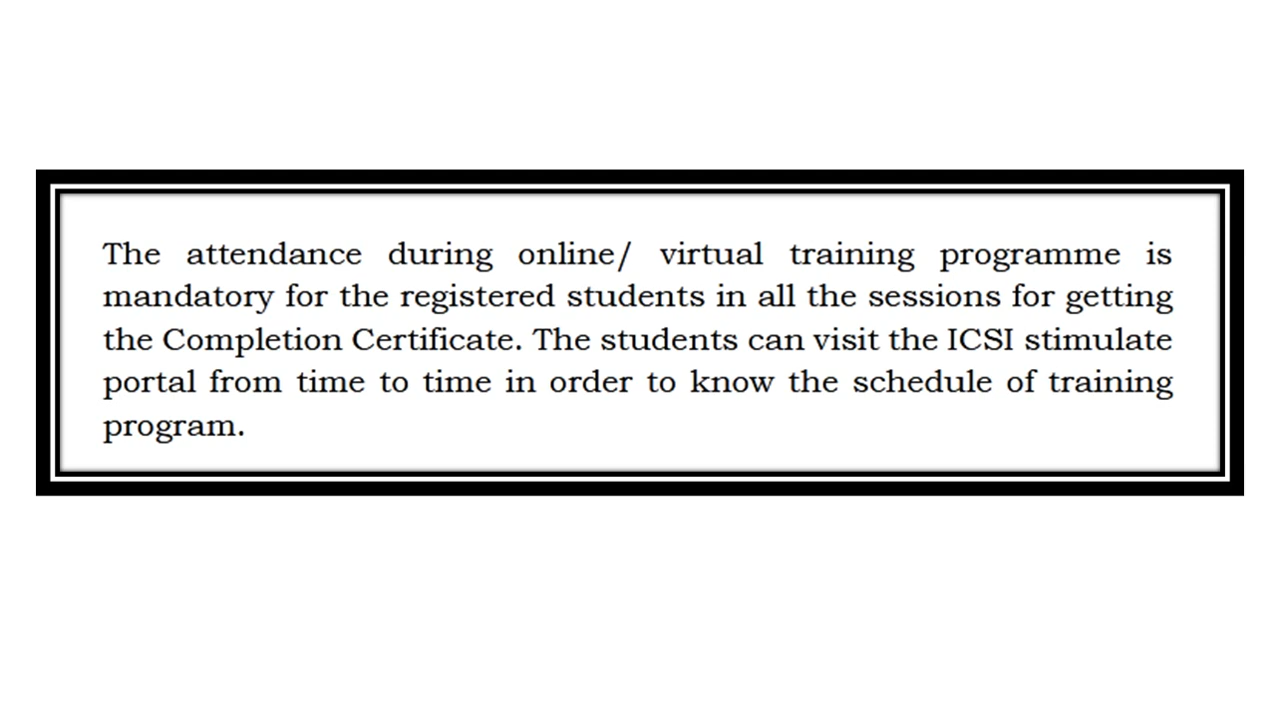 The attendance during online/ virtual training programme is
mandatory for the registered students in all the sessions for getting
the Completion Certificate. The students can visit the ICSI stimulate
portal from time to time in order to know the schedule of training
program.